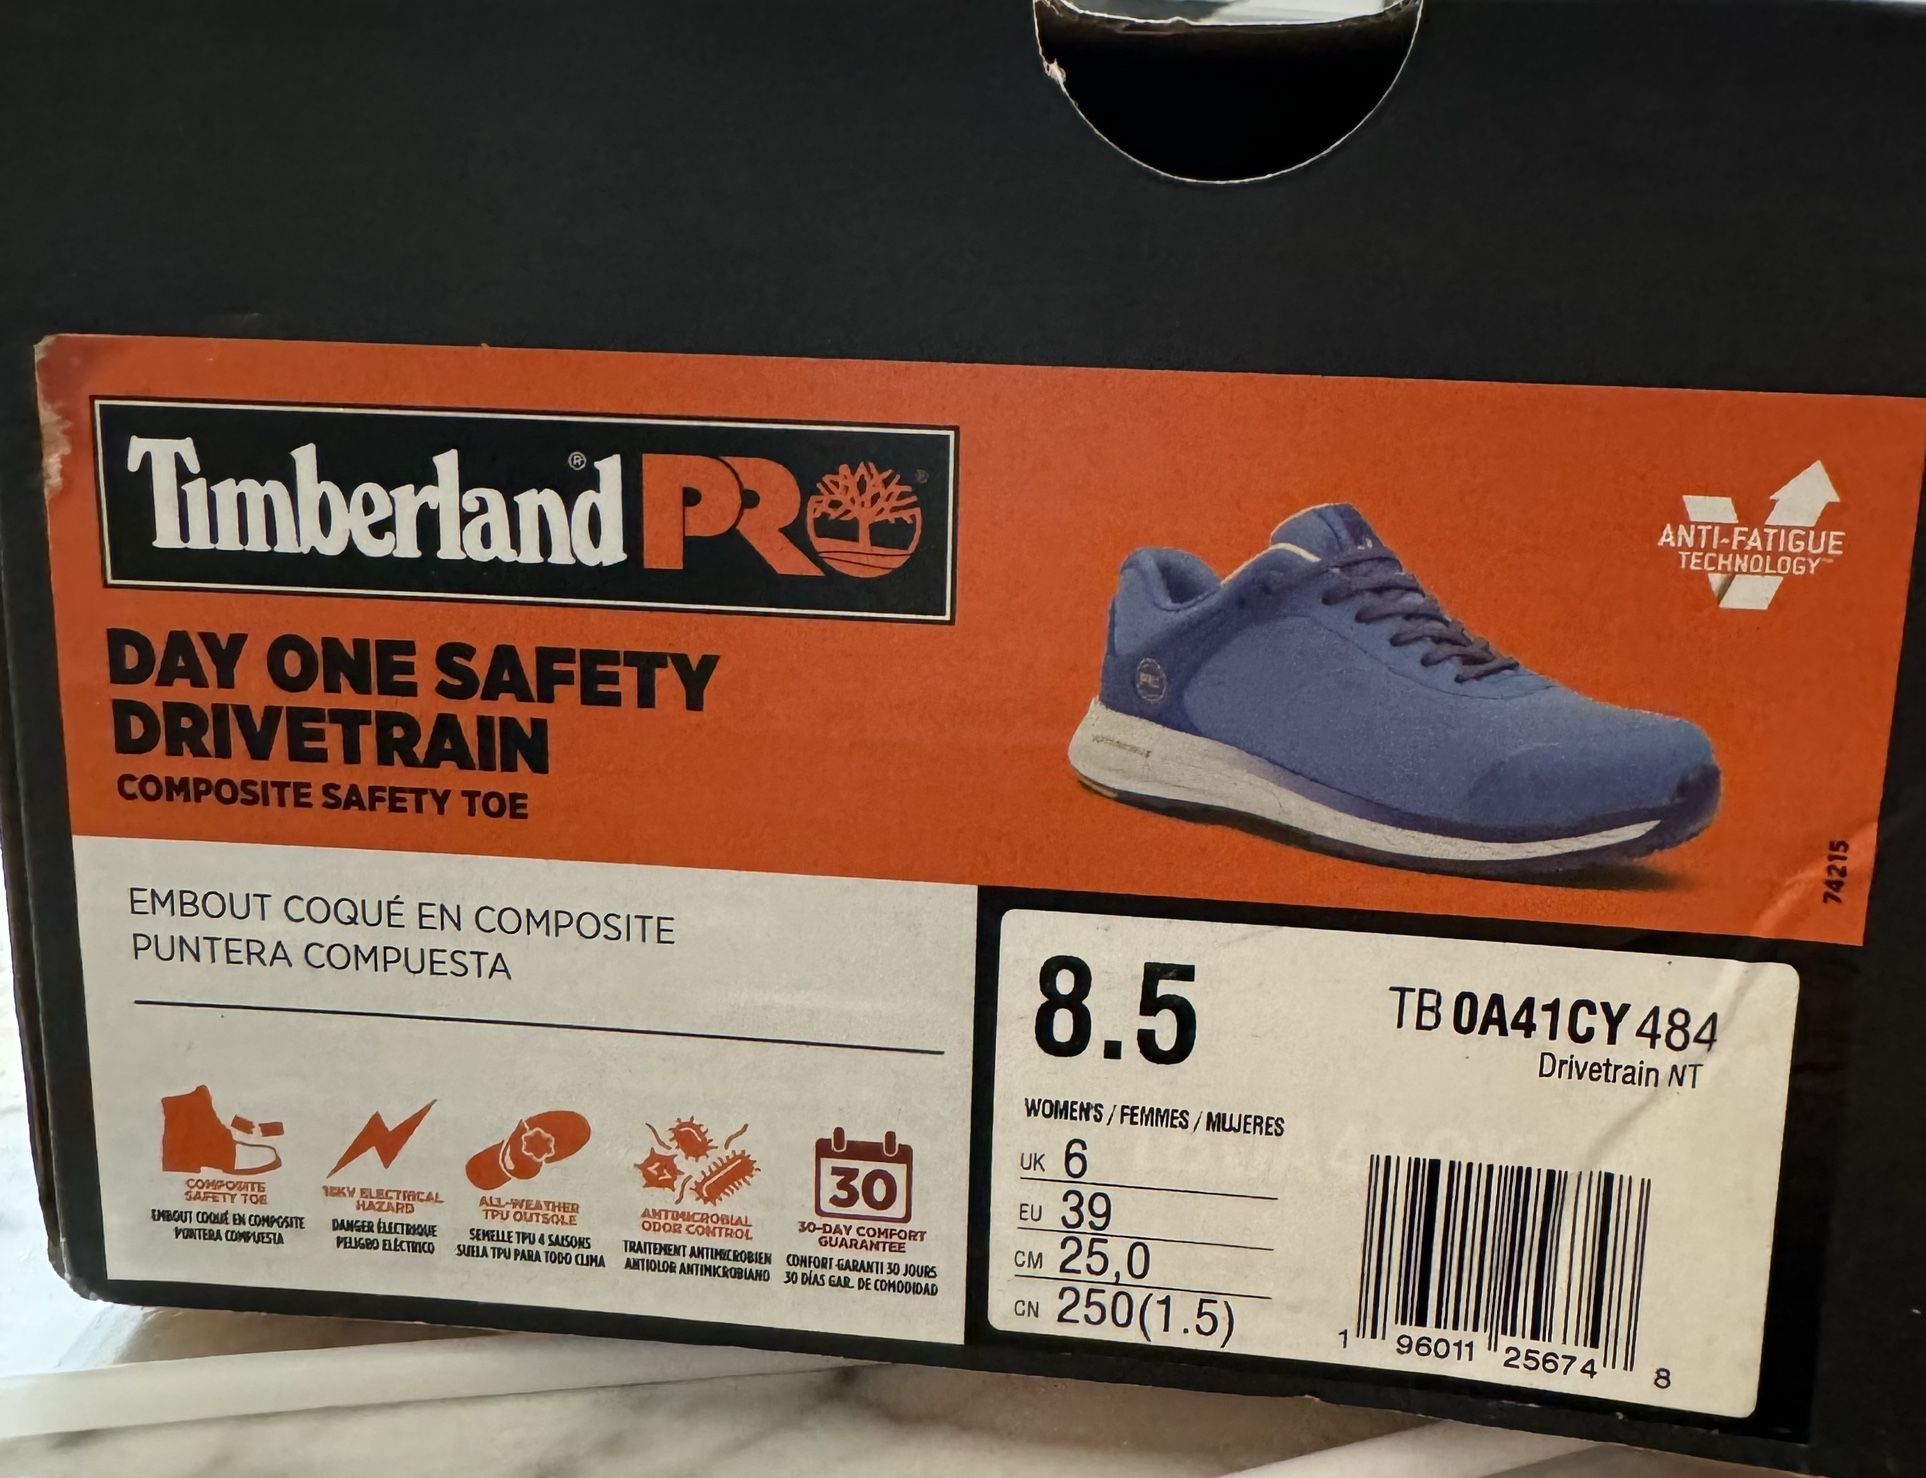 Timberland® PRO®
DAY ONE SAFETY
DRIVETRAIN
COMPOSITE SAFETY TOE
ANTI-FATIGUE
TECHNOLOGY™
74215
EMBOUT COQUÉ EN COMPOSITE
PUNTERA COMPUESTA
COMPOSITE
SAFETY TOE
EMBOUT COQUÉ EN COMPOSITE
PUNTERA COMPUESTA
18KV ELECTRICAL
HAZARD
DANGER ÉLECTRIQUE
PELIGRO ELÉCTRICO
ALL-WEATHER
TPU OUTSOLE
SEMELLE TPU 4 SAISONS
SUELA TPU PARA TODO CLIMA
ANTIMICROBIAL
ODOR CONTROL
TRAITEMENT ANTIMICROBIEN
ANTIOLOR ANTIMICROBIANO
30
30-DAY COMFORT
GUARANTEE
CONFORT GARANTI 30 JOURS
30 DÍAS GAR. DE COMODIDAD
8.5
TB 0A41CY 484
Drivetrain NT
WOMEN'S / FEMMES / MUJERES
UK 6
EU 39
CM 25,0
CN 250(1.5)
1 96011 25674 8